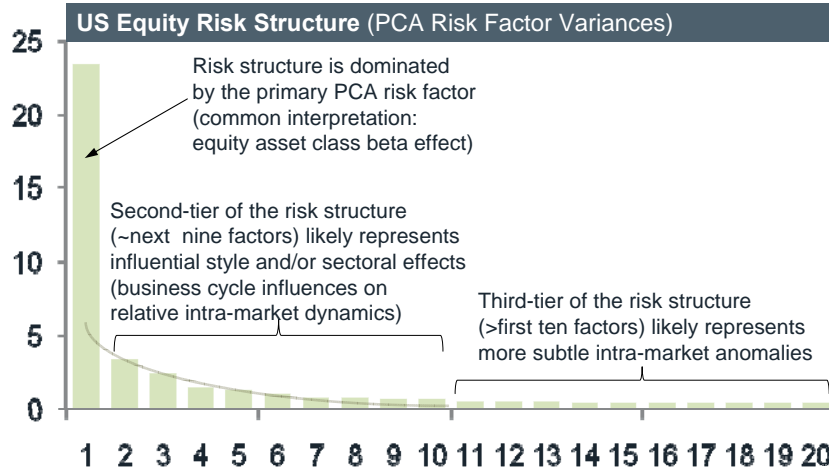 US Equity Risk Structure (PCA Risk Factor Variances)
25
20
15
10
5
0
Risk structure is dominated
by the primary PCA risk factor
(common interpretation:
equity asset class beta effect)
Second-tier of the risk structure
(~next nine factors) likely represents
influential style and/or sectoral effects
(business cycle influences on
relative intra-market dynamics)
Third-tier of the risk structure
(>first ten factors) likely represents
more subtle intra-market anomalies
1 2 3 4 5 6 7 8 9 10 11 12 13 14 15 16 17 18 19 20